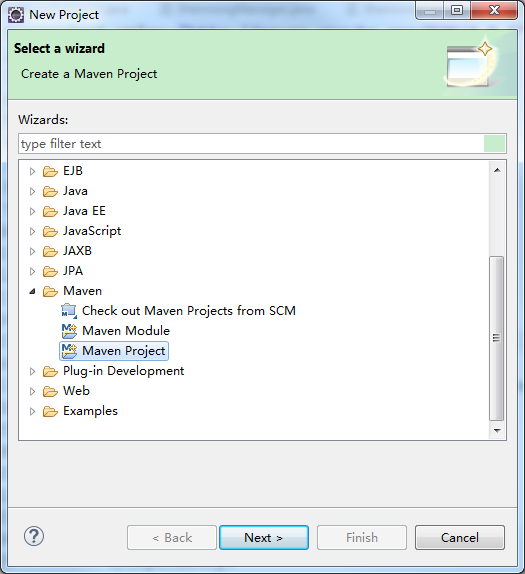 New Project
Select a wizard
Create a Maven Project
Wizards:
type filter text
EJB
Java
Java EE
JavaScript
JAXB
JPA
Maven
Check out Maven Projects from SCM
Maven Module
Maven Project
Plug-in Development
Web
Examples
? < Back Next > Finish Cancel